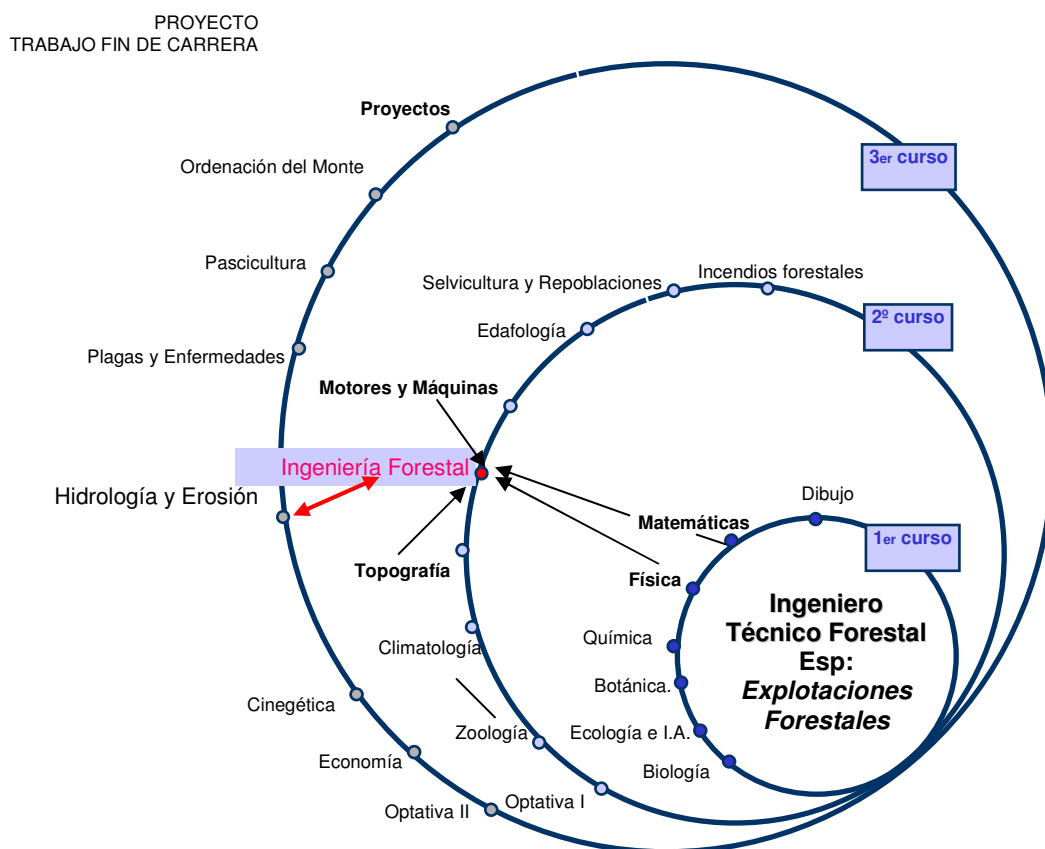 PROYECTO
TRABAJO FIN DE CARRERA
Proyectos
3er curso
Ordenación del Monte
Pascicultura
Selvicultura y Repoblaciones
Incendios forestales
2º curso
Edafología
Plagas y Enfermedades
Motores y Máquinas
Ingeniería Forestal
Hidrología y Erosión
Dibujo
Matemáticas
1er curso
Topografía
Física
Ingeniero
Técnico Forestal
Esp:
Explotaciones
Forestales
Química
Climatología
Botánica.
Cinegética
Zoología
Ecología e I.A.
Economía
Biología
Optativa II
Optativa I